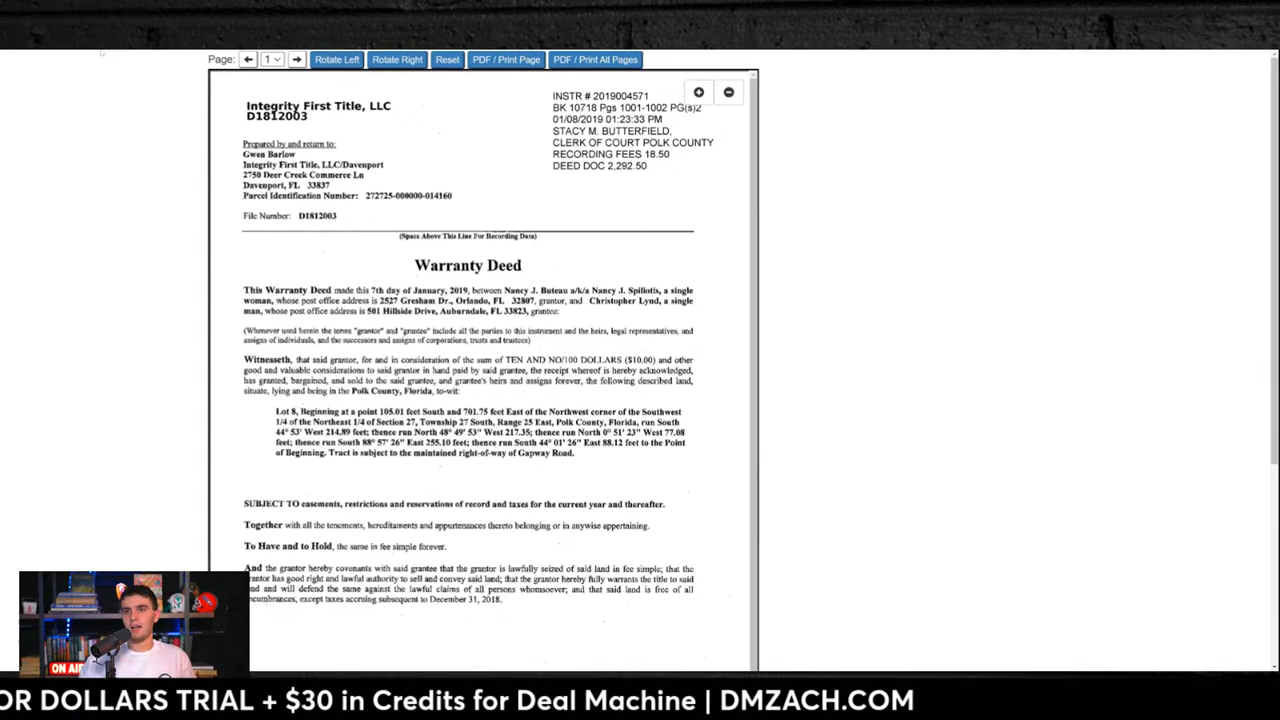 Page: 1 Rotate Left Rotate Right Reset PDF / Print Page PDF / Print All Pages
Integrity First Title, LLC
D1812003
INSTR # 2019004571
BK 10718 Pgs 1001-1002 PG(s)2
01/08/2019 01:23:33 PM
STACY M. BUTTERFIELD,
CLERK OF COURT POLK COUNTY
RECORDING FEES 18.50
DEED DOC 2,292.50
Prepared by and return to:
Gwen Barlow
Integrity First Title, LLC/Davenport
2750 Deer Creek Commerce Ln
Davenport, FL 33837
Parcel Identification Number: 272725-000000-014160
File Number: D1812003
(Space Above This Line For Recording Data)
Warranty Deed
This Warranty Deed made this 7th day of January, 2019, between Nancy J. Buteau a/k/a Nancy J. Spiliotis, a single
woman, whose post office address is 2527 Gresham Dr., Orlando, FL 32807, grantor, and Christopher Lynd, a single
man, whose post office address is 501 Hillside Drive, Auburndale, FL 33823, grantee:
(Whenever used herein the terms "grantor" and "grantee" include all the parties to this instrument and the heirs, legal representatives, and
assigns of individuals, and the successors and assigns of corporations, trusts and trustees)
Witnesseth, that said grantor, for and in consideration of the sum of TEN AND NO/100 DOLLARS ($10.00) and other
good and valuable considerations to said grantor in hand paid by said grantee, the receipt whereof is hereby acknowledged,
has granted, bargained, and sold to the said grantee, and grantee's heirs and assigns forever, the following described land,
situate, lying and being in the Polk County, Florida, to-wit:
Lot 8, Beginning at a point 105.01 feet South and 701.75 feet East of the Northwest corner of the Southwest
1/4 of the Northeast 1/4 of Section 27, Township 27 South, Range 25 East, Polk County, Florida, run South
44° 53' West 214.89 feet; thence run North 48° 49' 53" West 217.35; thence run North 0° 51' 23" West 77.08
feet; thence run South 88° 57' 26" East 255.10 feet; thence run South 44° 01' 26" East 88.12 feet to the Point
of Beginning. Tract is subject to the maintained right-of-way of Gapway Road.
SUBJECT TO easements, restrictions and reservations of record and taxes for the current year and thereafter.
Together with all the tenements, hereditaments and appurtenances thereto belonging or in anywise appertaining.
To Have and to Hold, the same in fee simple forever.
And the grantor hereby covenants with said grantee that the grantor is lawfully seized of said land in fee simple; that the
grantor has good right and lawful authority to sell and convey said land; that the grantor hereby fully warrants the title to said
and will defend the same against the lawful claims of all persons whomsoever; and that said land is free of all
cumbrances, except taxes accruing subsequent to December 31, 2018.
ON AIR
OR DOLLARS TRIAL + $30 in Credits for Deal Machine | DMZACH.COM